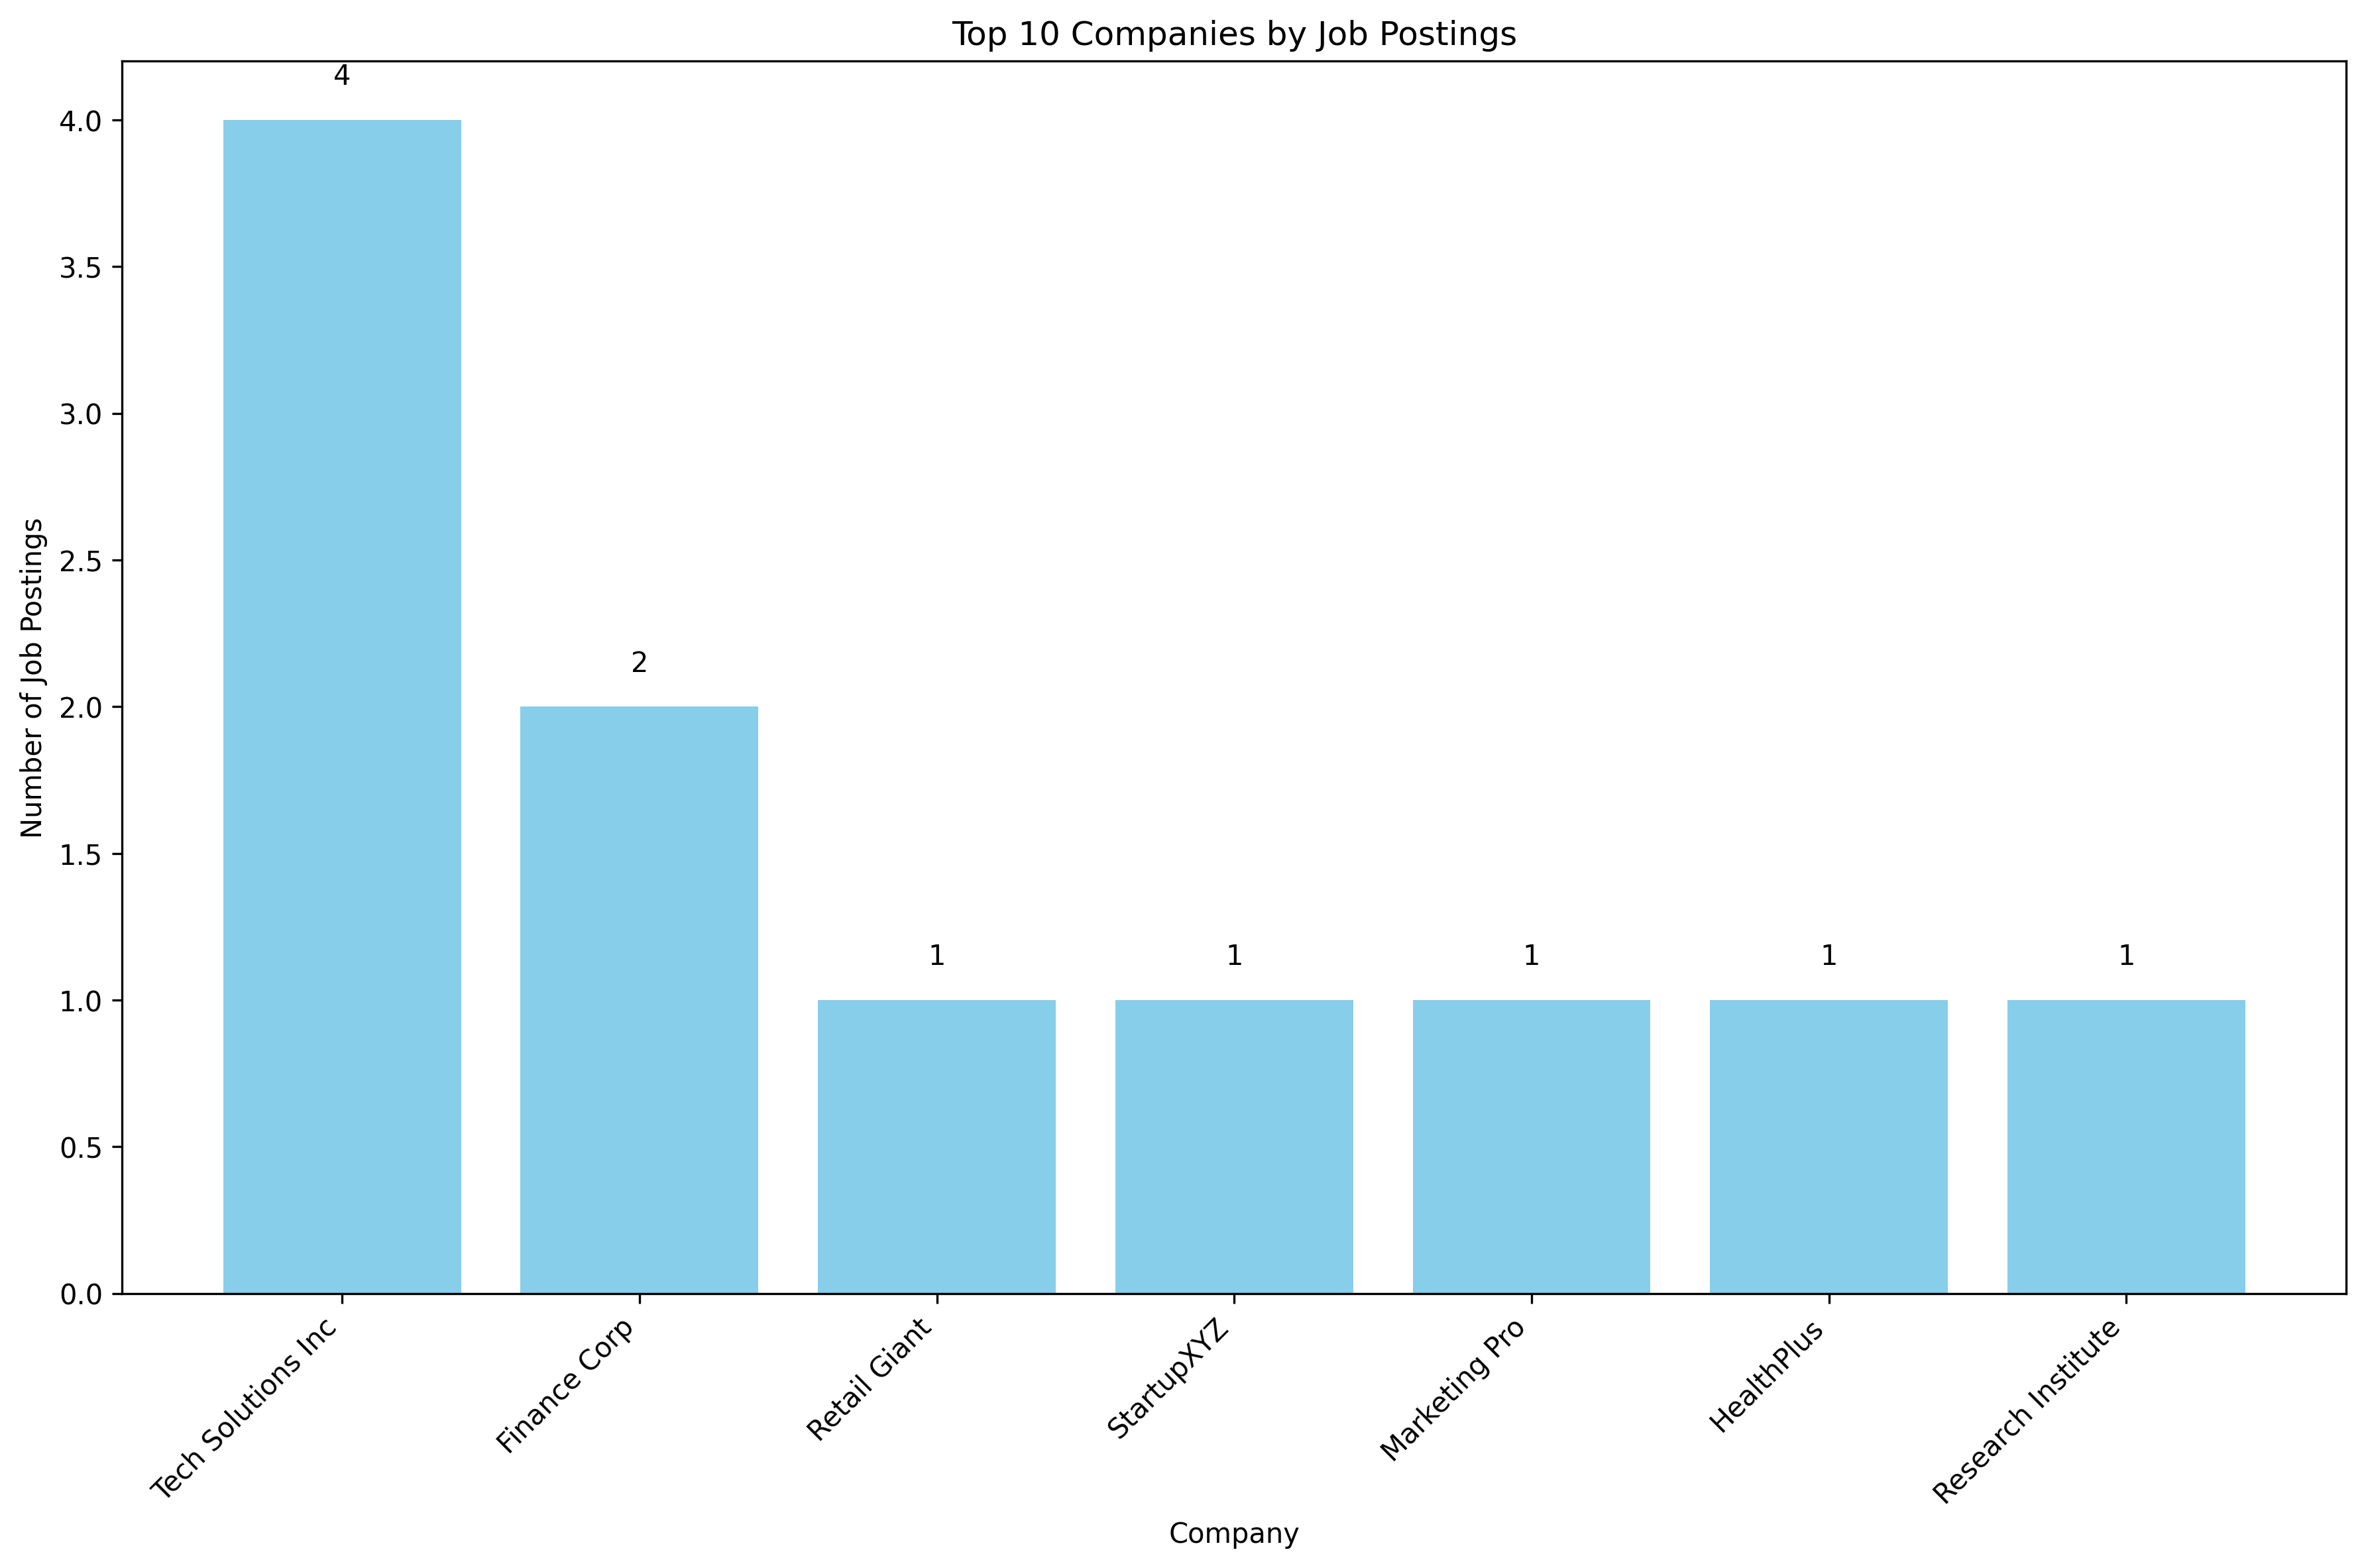 Top 10 Companies by Job Postings
4
4.0
3.5
3.0
2.5
2
2.0
1.5
1
1
1
1
1
1.0
0.5
0.0
Number of Job Postings
Tech Solutions Inc
Finance Corp
Retail Giant
StartupXYZ
Marketing Pro
HealthPlus
Research Institute
Company